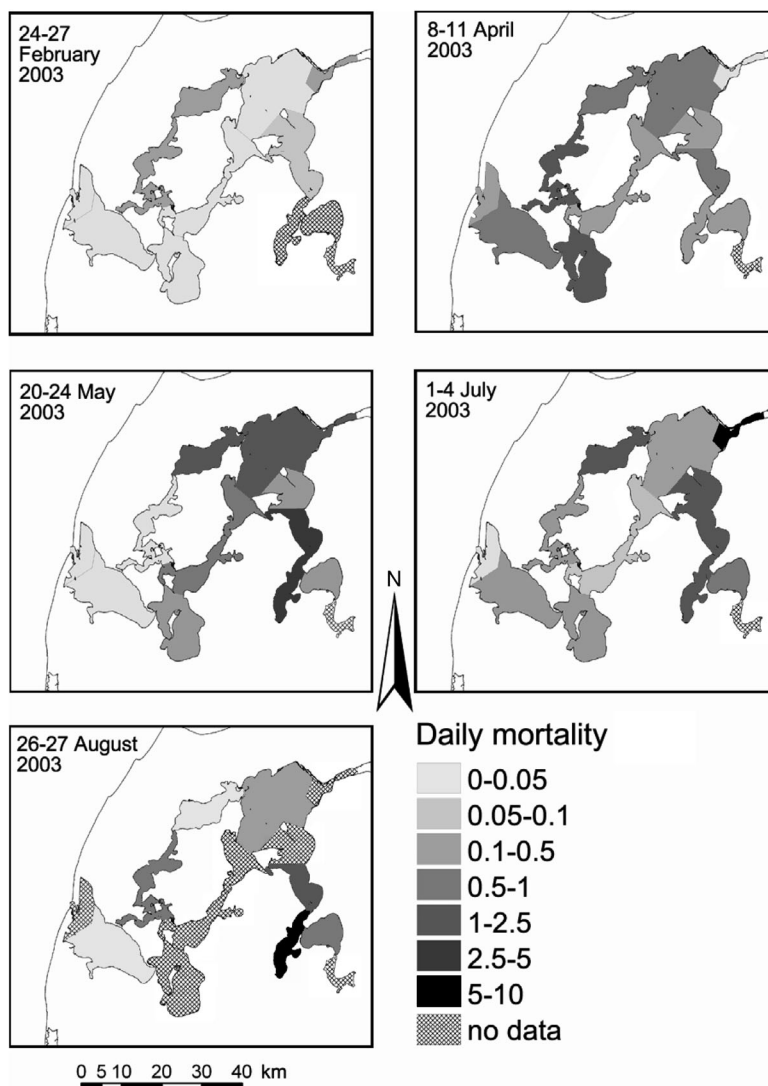 24-27
February
2003
8-11 April
2003
20-24 May
2003
1-4 July
2003
N
26-27 August
2003
Daily mortality
0-0.05
0.05-0.1
0.1-0.5
0.5-1
1-2.5
2.5-5
5-10
no data
0 5 10 20 30 40 km